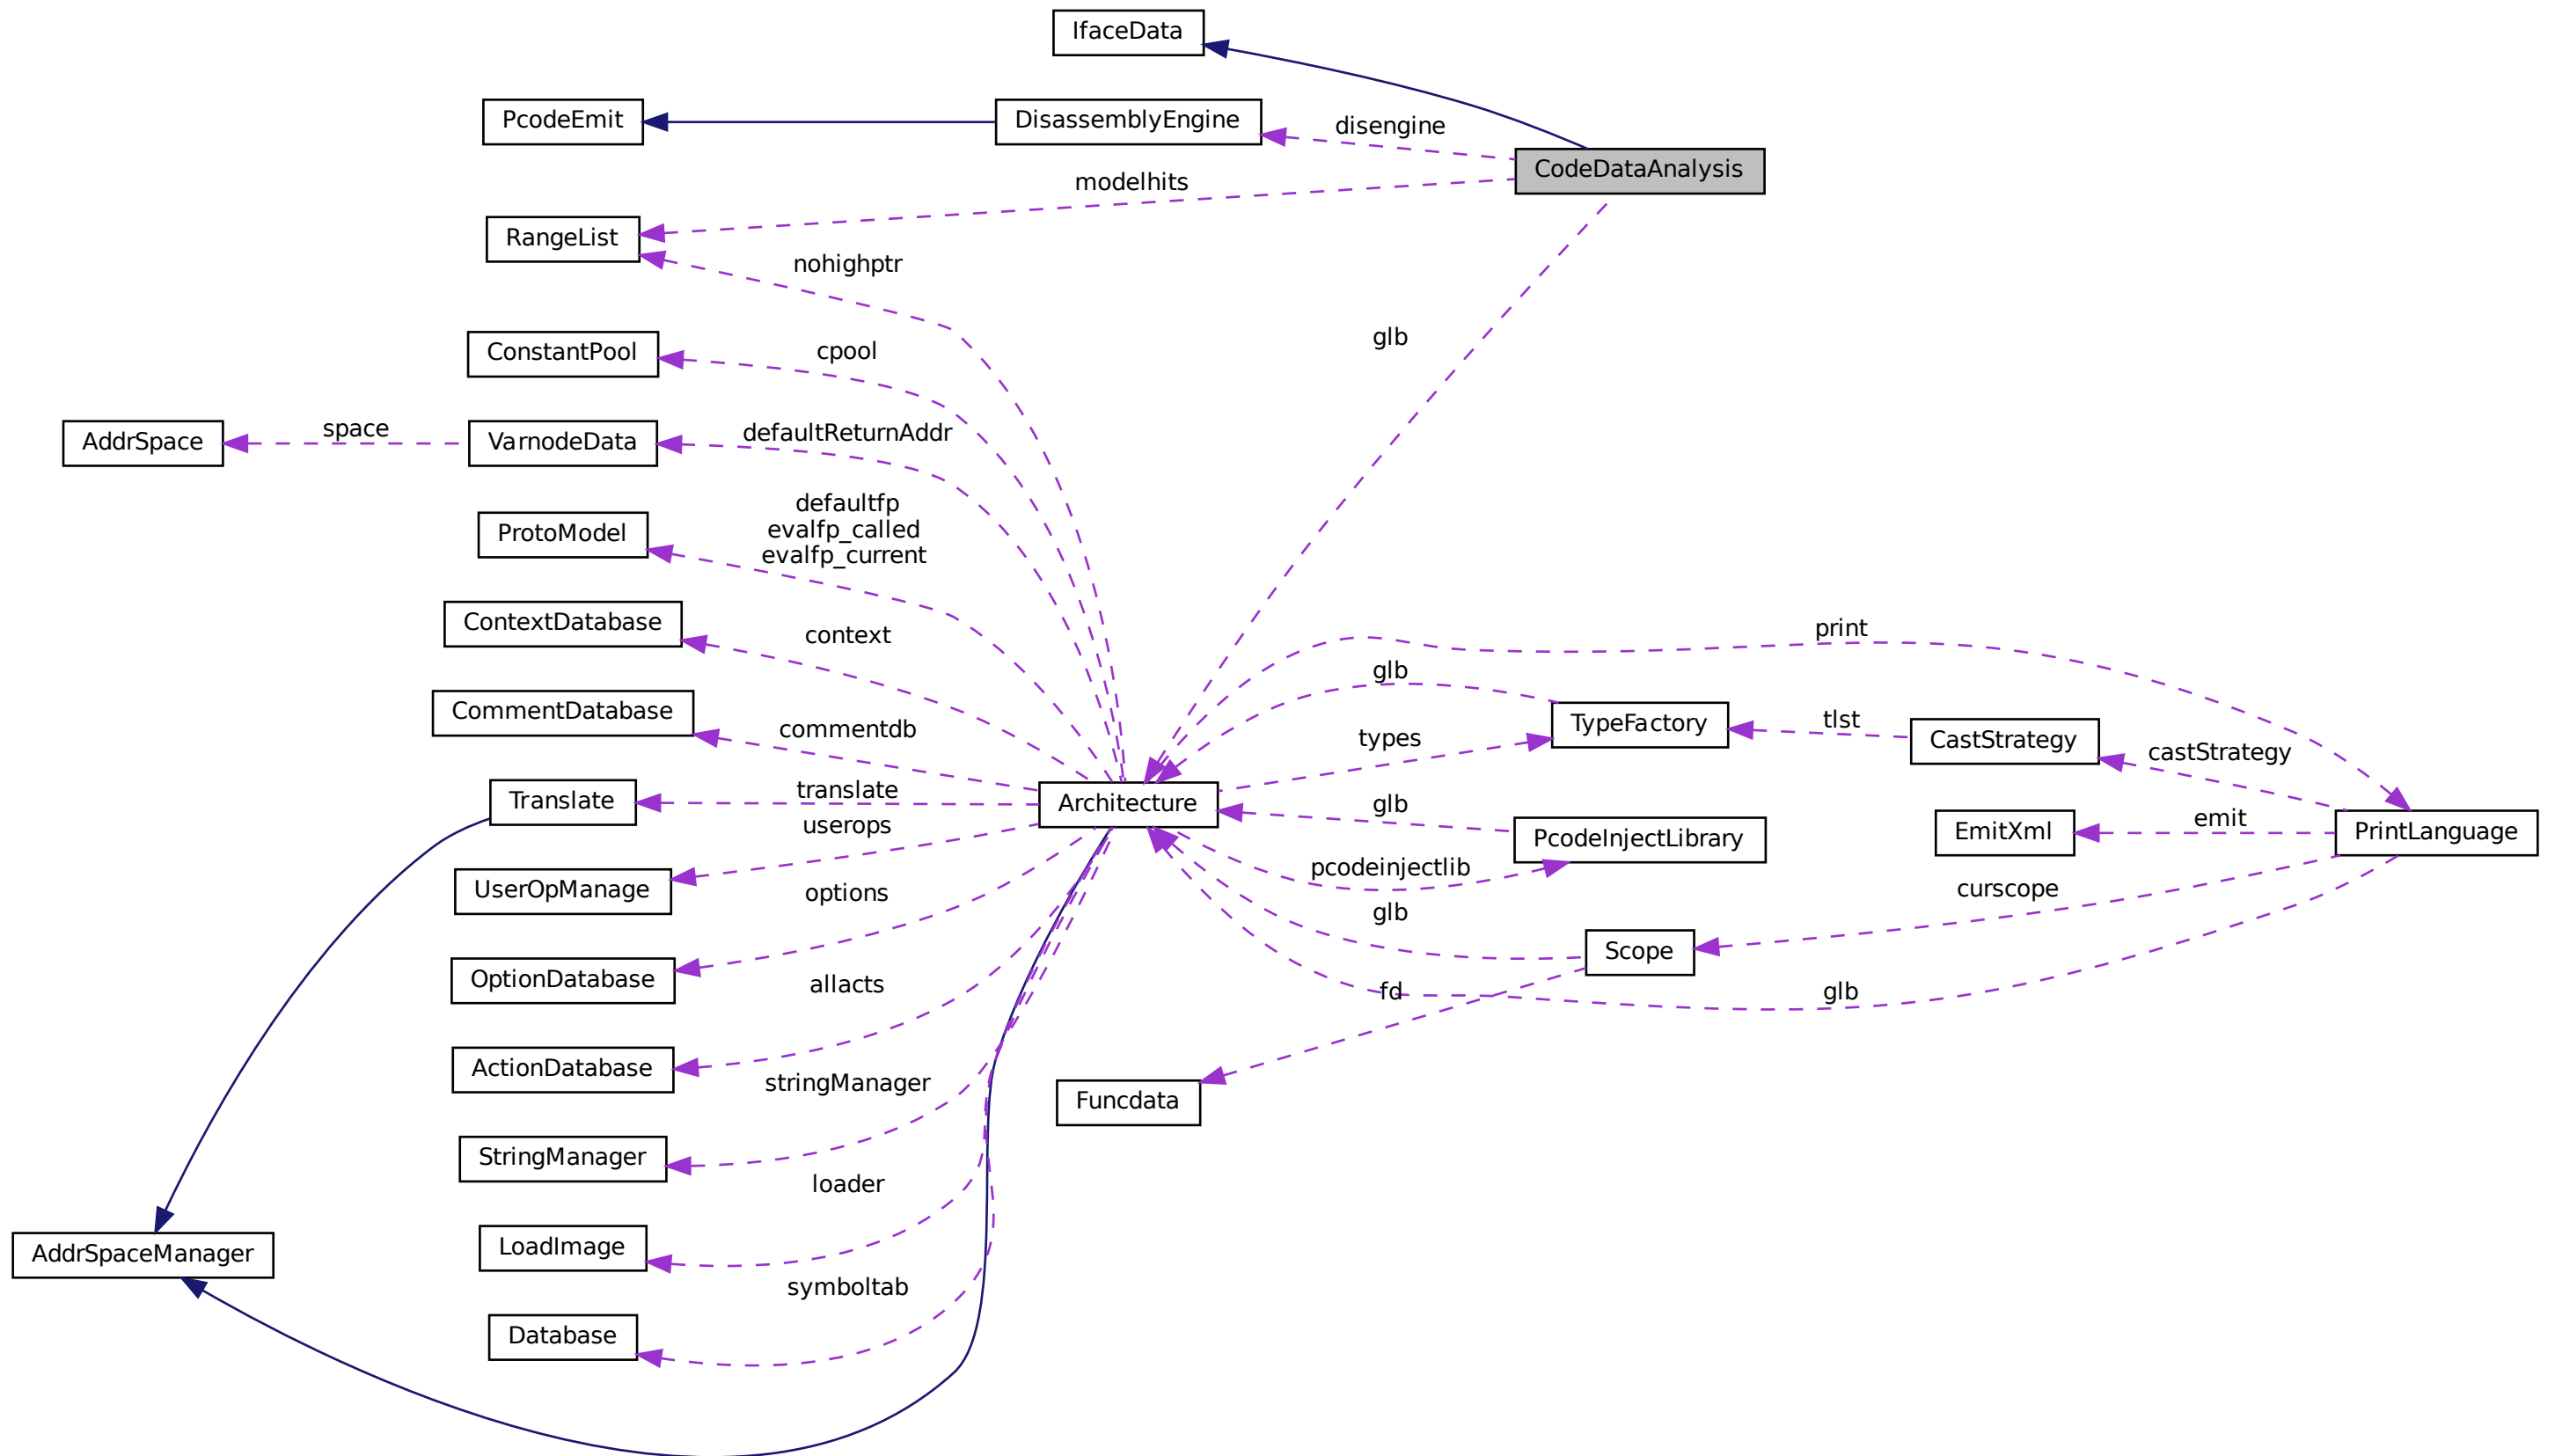 IfaceData
PcodeEmit
DisassemblyEngine
disengine
CodeDataAnalysis
modelhits
RangeList
nohighptr
glb
ConstantPool
cpool
AddrSpace
space
VarnodeData
defaultReturnAddr
ProtoModel
defaultfp
evalfp_called
evalfp_current
ContextDatabase
context
print
glb
CommentDatabase
commentdb
types
TypeFactory
tlst
CastStrategy
castStrategy
Translate
translate
Architecture
glb
PcodeInjectLibrary
EmitXml
emit
PrintLanguage
userops
UserOpManage
pcodeinjectlib
curscope
options
glb
OptionDatabase
Scope
allacts
fd
glb
ActionDatabase
stringManager
Funcdata
StringManager
loader
AddrSpaceManager
LoadImage
symboltab
Database